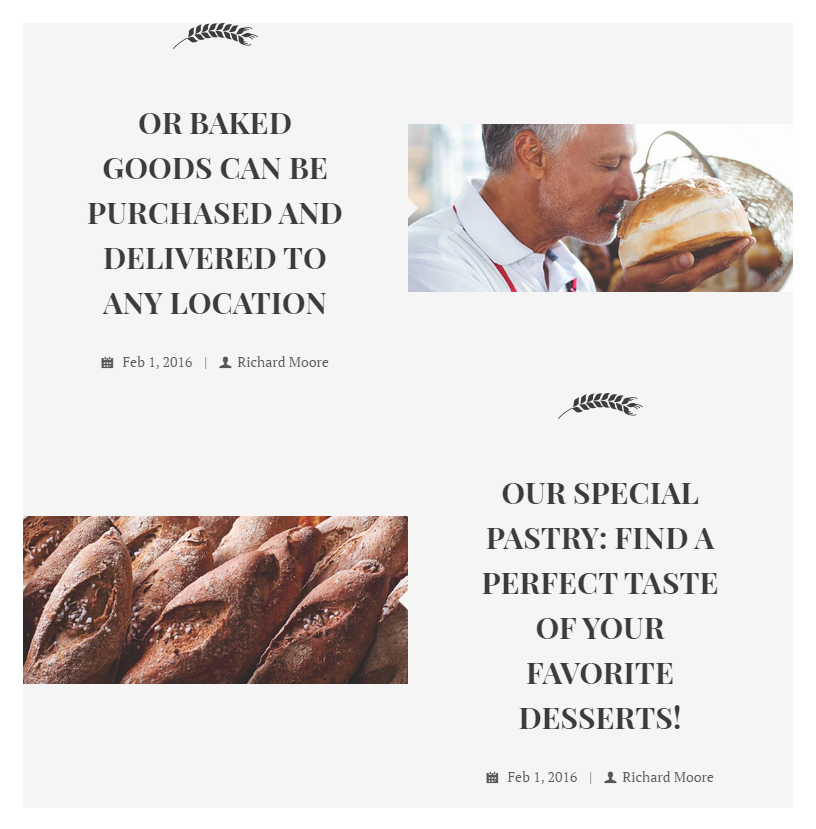 OR BAKED
GOODS CAN BE
PURCHASED AND
DELIVERED TO
ANY LOCATION
Feb 1, 2016 | Richard Moore
OUR SPECIAL
PASTRY: FIND A
PERFECT TASTE
OF YOUR
FAVORITE
DESSERTS!
Feb 1, 2016 | Richard Moore